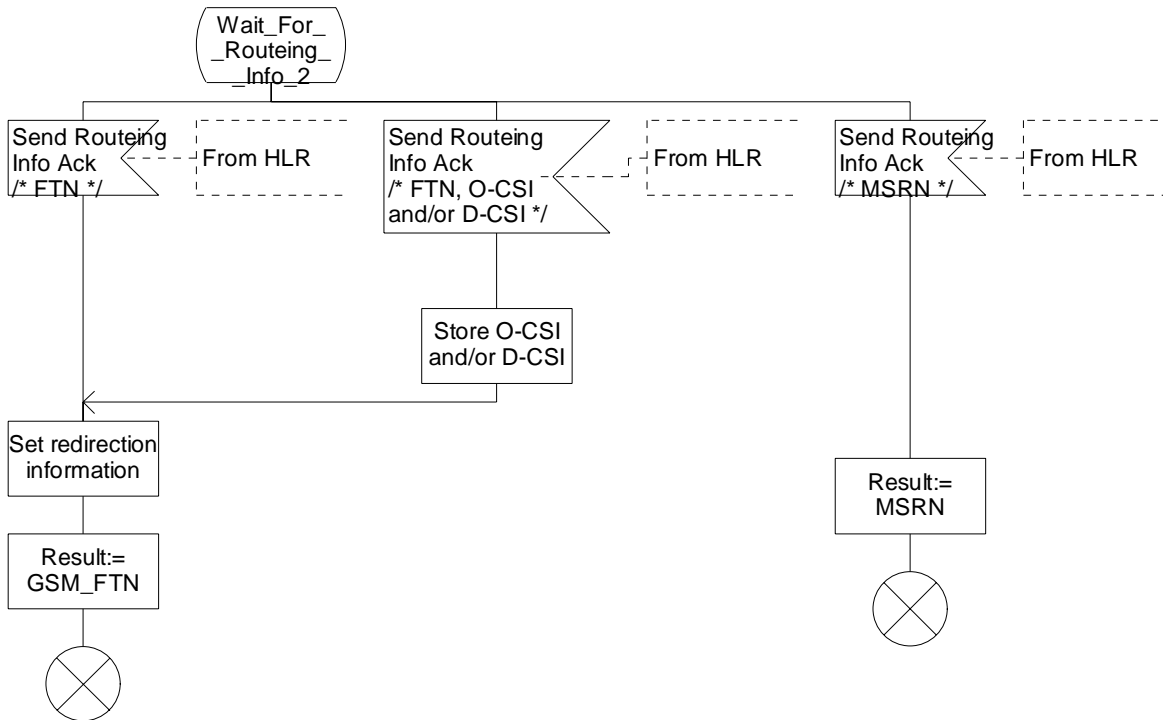 Wait_For_
_Routeing_
_Info_2
Send Routeing
Info Ack
/* FTN */
From HLR
Send Routeing
Info Ack
/* FTN, O-CSI
and/or D-CSI */
From HLR
Send Routeing
Info Ack
/* MSRN */
From HLR
Store O-CSI
and/or D-CSI
Set redirection
information
Result:=
MSRN
Result:=
GSM_FTN